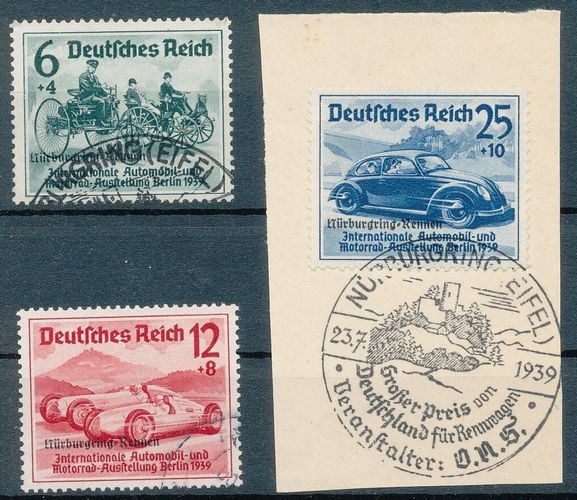 6
+4
Deutsches Reich
Nürburgring-Rennen
Internationale Automobil-und
Motorrad-Ausstellung Berlin 1939
NÜRBURGRING (EIFEL)
Deutsches Reich
25
+10
Nürburgring-Rennen
Internationale Automobil-und
Motorrad-Ausstellung Berlin 1939
NÜRBURGRING (EIFEL)
23.7.
1939
Großer Preis von
Deutschland für Rennwagen
Veranstalter: O.N.S.
Deutsches Reich
12
+8
Nürburgring-Rennen
Internationale Automobil-und
Motorrad-Ausstellung Berlin 1939